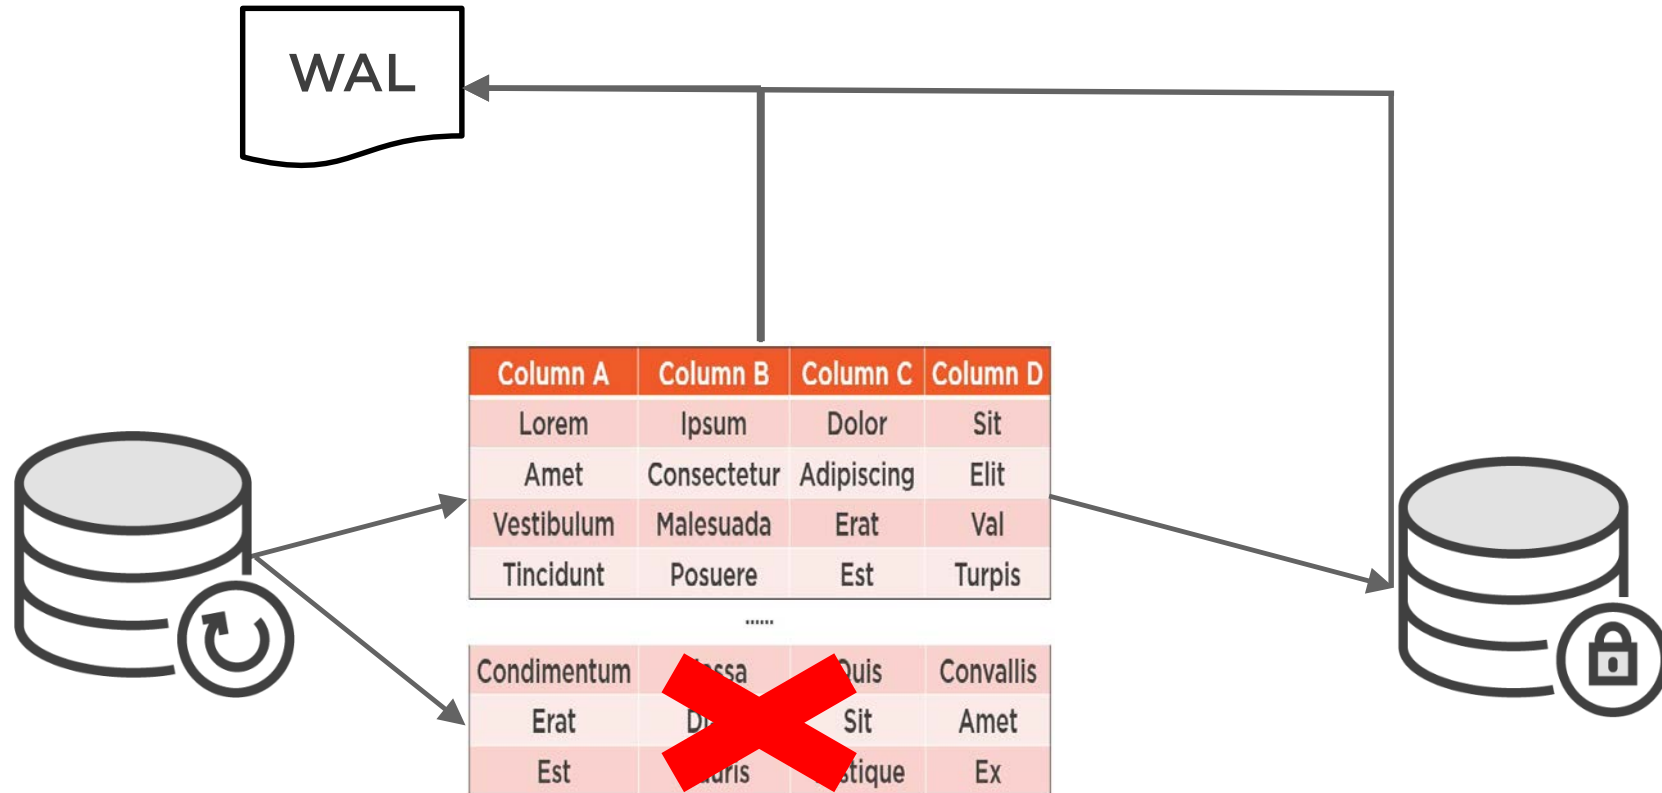 WAL
Column A Column B Column C Column D
Lorem Ipsum Dolor Sit
Amet Consectetur Adipiscing Elit
Vestibulum Malesuada Erat Val
Tincidunt Posuere Est Turpis
......
Condimentum Convallis
Erat Sit Amet
Est Ex